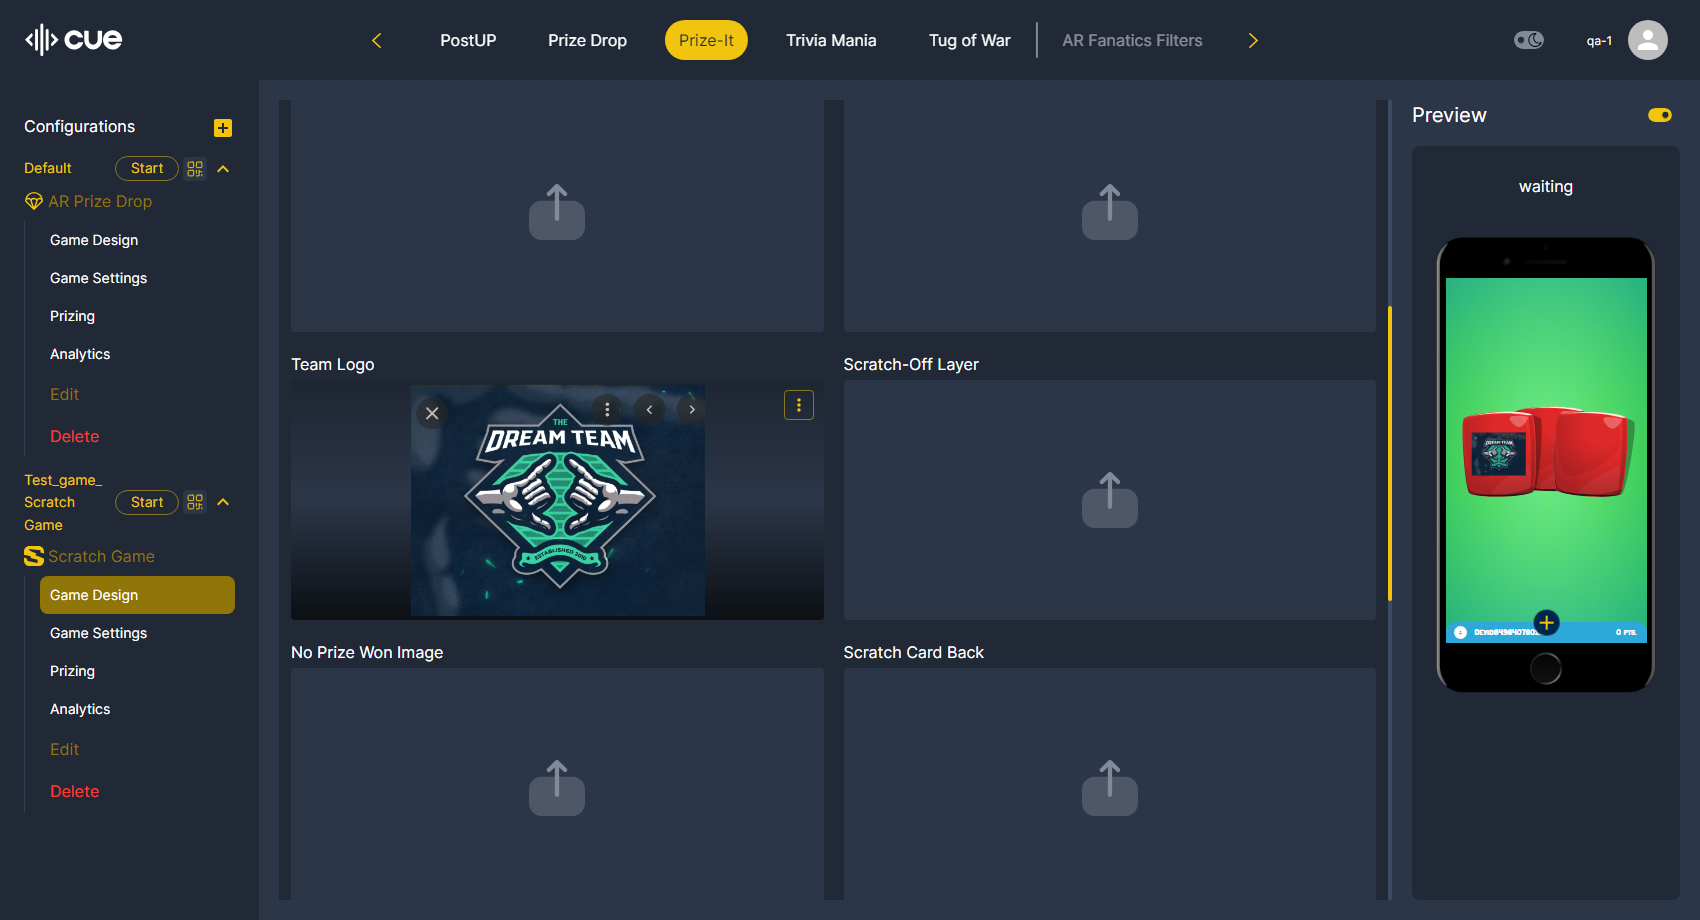 cue
PostUP
Prize Drop
Prize-It
Trivia Mania
Tug of War
AR Fanatics Filters
qa-1
Configurations
Default
Start
AR Prize Drop
Game Design
Game Settings
Prizing
Analytics
Edit
Delete
Test_game_
Scratch
Game
Start
Scratch Game
Game Design
Game Settings
Prizing
Analytics
Edit
Delete
Team Logo
THE
DREAM TEAM
ESTABLISHED 2010
Scratch-Off Layer
No Prize Won Image
Scratch Card Back
Preview
waiting
DREAM TEAM
0 PTS.